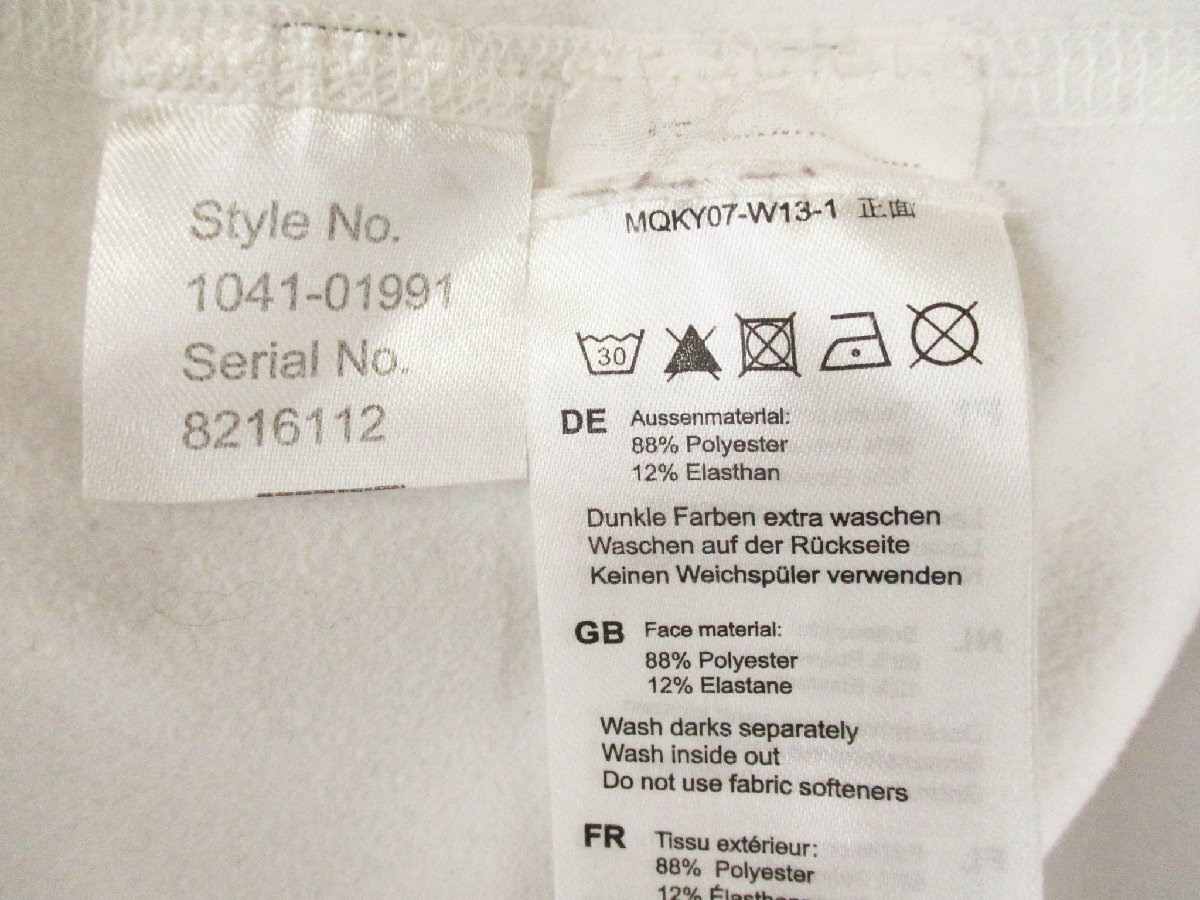 Style No.
1041-01991
Serial No.
8216112
MQKY07-W13-1 正面
30
DE Aussenmaterial:
88% Polyester
12% Elasthan
Dunkle Farben extra waschen
Waschen auf der Rückseite
Keinen Weichspüler verwenden
GB Face material:
88% Polyester
12% Elastane
Wash darks separately
Wash inside out
Do not use fabric softeners
FR Tissu extérieur:
88% Polyester
12% Élasthan